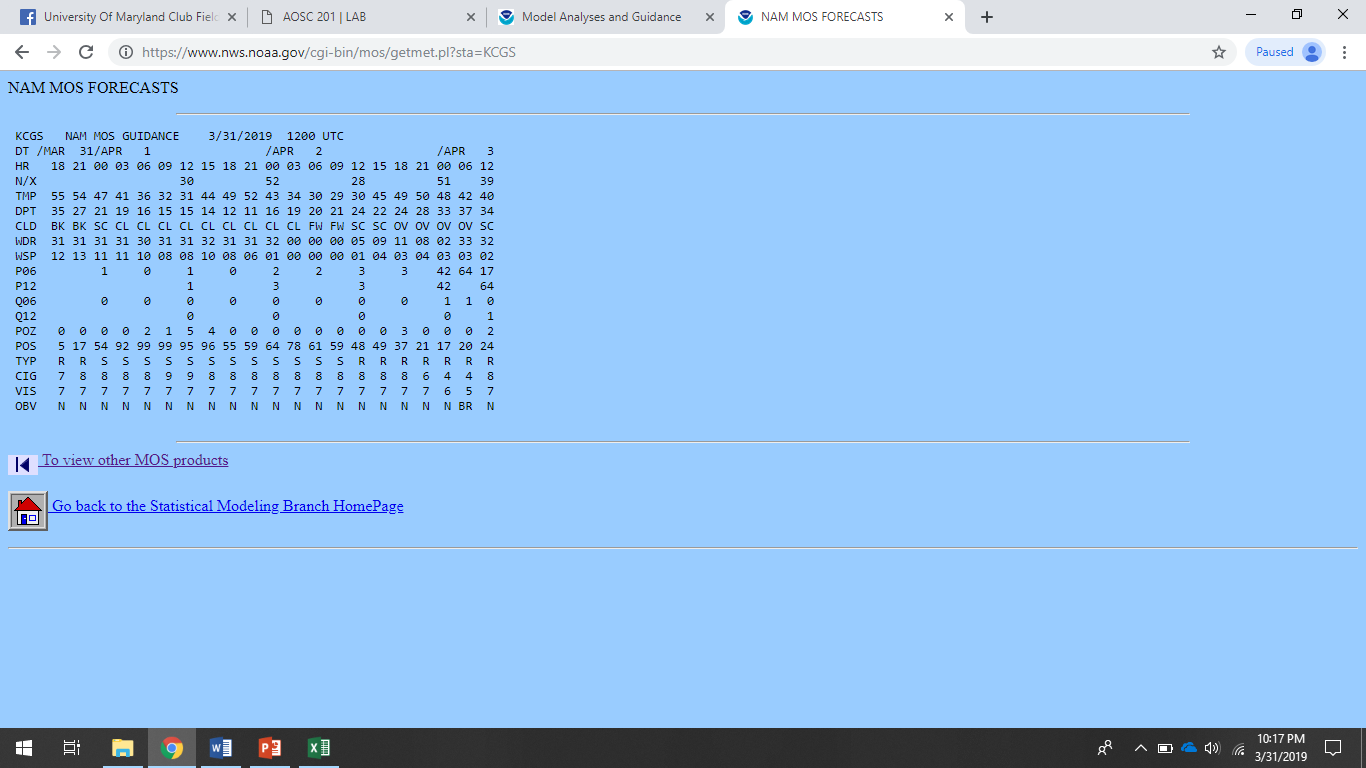 University Of Maryland Club Fiel
AOSC 201 | LAB
Model Analyses and Guidance
NAM MOS FORECASTS
https://www.nws.noaa.gov/cgi-bin/mos/getmet.pl?sta=KCGS
Paused
NAM MOS FORECASTS
KCGS   NAM MOS GUIDANCE    3/31/2019  1200 UTC
DT /MAR  31/APR   1                /APR   2                /APR   3
HR   18 21 00 03 06 09 12 15 18 21 00 03 06 09 12 15 18 21 00 06 12
N/X                    30          52          28          51    39
TMP  55 54 47 41 36 32 31 44 49 52 43 34 30 29 30 45 49 50 48 42 40
DPT  35 27 21 19 16 15 15 14 12 11 16 19 20 21 24 22 24 28 33 37 34
CLD  BK BK SC CL CL CL CL CL CL CL CL CL FW FW SC SC OV OV OV OV SC
WDR  31 31 31 31 30 31 31 32 31 31 32 00 00 00 05 09 11 08 02 33 32
WSP  12 13 11 11 10 08 08 10 08 06 01 00 00 00 01 04 03 04 03 03 02
P06         1     0     1     0     2     2     3     3    42 64 17
P12                     1           3           3          42    64
Q06         0     0     0     0     0     0     0     0     1  1  0
Q12                     0           0           0           0     1
POZ   0  0  0  0  2  1  5  4  0  0  0  0  0  0  0  0  3  0  0  0  2
POS   5 17 54 92 99 99 95 96 55 59 64 78 61 59 48 49 37 21 17 20 24
TYP   R  R  S  S  S  S  S  S  S  S  S  S  S  S  R  R  R  R  R  R  R
CIG   7  8  8  8  8  9  9  8  8  8  8  8  8  8  8  8  8  6  4  4  8
VIS   7  7  7  7  7  7  7  7  7  7  7  7  7  7  7  7  7  7  6  5  7
OBV   N  N  N  N  N  N  N  N  N  N  N  N  N  N  N  N  N  N  N BR  N
To view other MOS products
Go back to the Statistical Modeling Branch HomePage
10:17 PM
3/31/2019